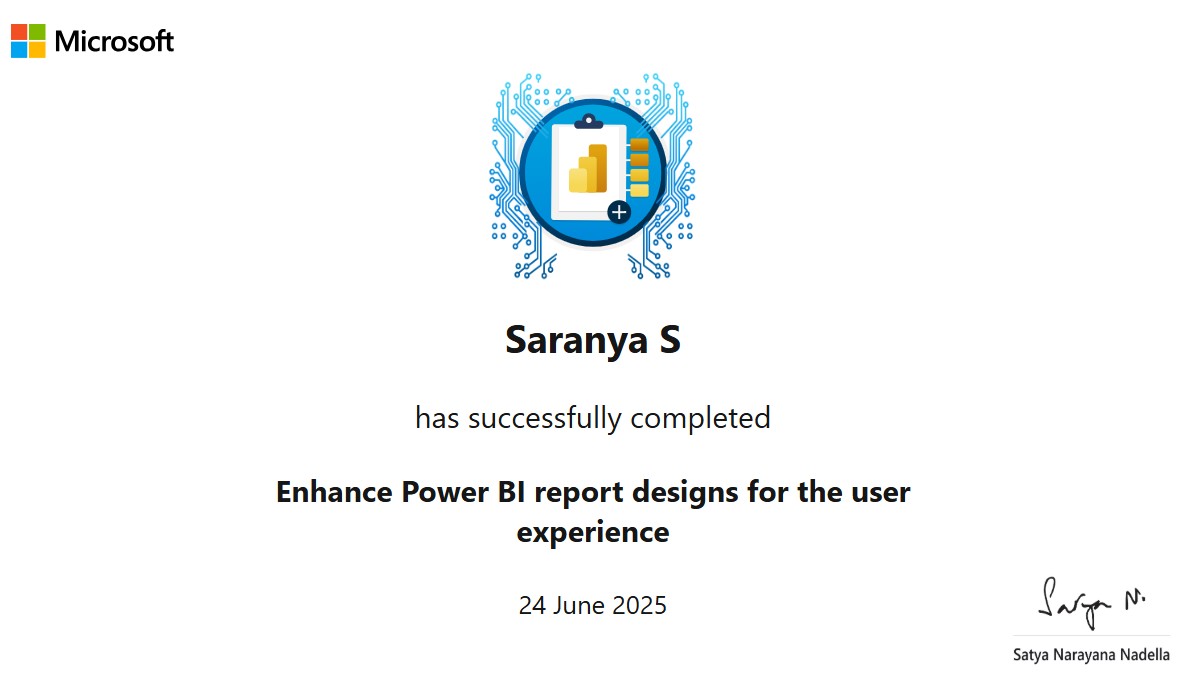 Microsoft
Saranya S
has successfully completed
Enhance Power BI report designs for the user
experience
24 June 2025
Satya N.
Satya Narayana Nadella